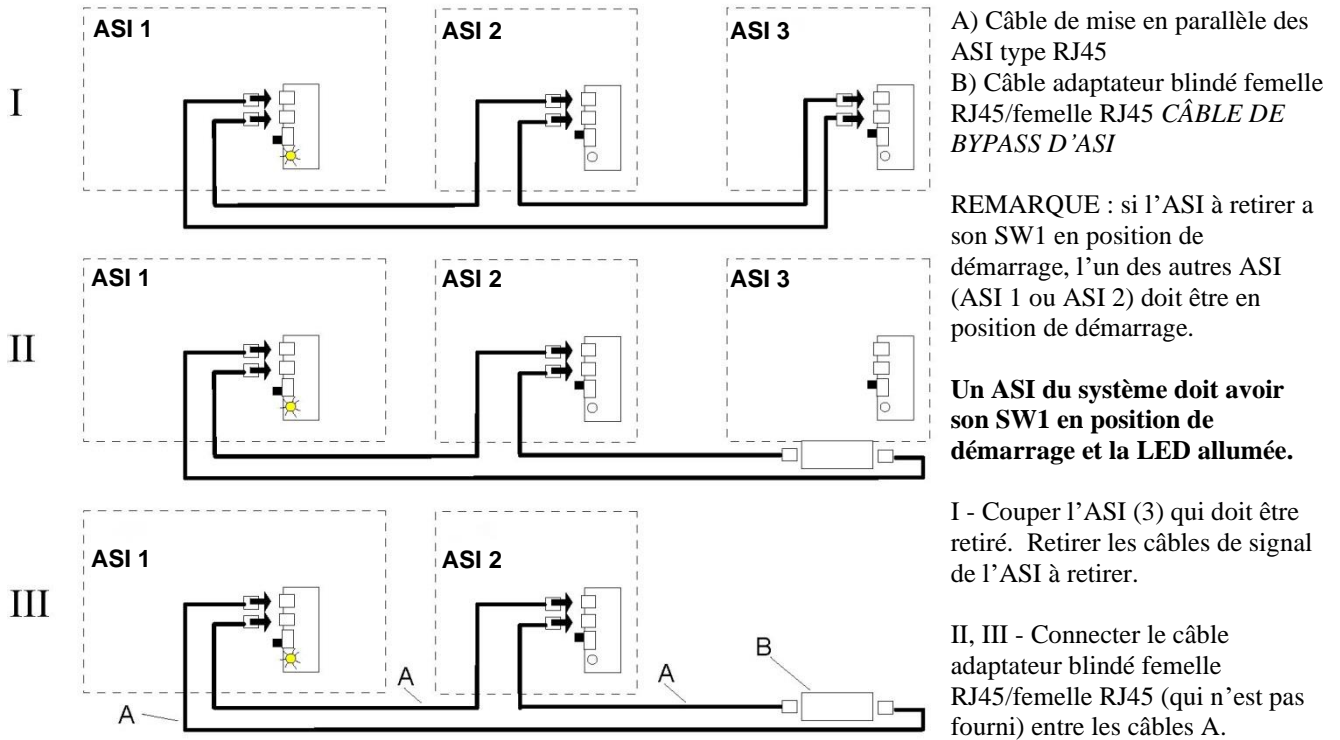 ASI 1
ASI 2
ASI 3
I
ASI 1
ASI 2
ASI 3
II
ASI 1
ASI 2
III
A
A
A
B
A) Câble de mise en parallèle des
ASI type RJ45
B) Câble adaptateur blindé femelle
RJ45/femelle RJ45 CÂBLE DE
BYPASS D’ASI
REMARQUE : si l’ASI à retirer a
son SW1 en position de
démarrage, l’un des autres ASI
(ASI 1 ou ASI 2) doit être en
position de démarrage.
Un ASI du système doit avoir
son SW1 en position de
démarrage et la LED allumée.
I - Couper l’ASI (3) qui doit être
retiré. Retirer les câbles de signal
de l’ASI à retirer.
II, III - Connecter le câble
adaptateur blindé femelle
RJ45/femelle RJ45 (qui n’est pas
fourni) entre les câbles A.